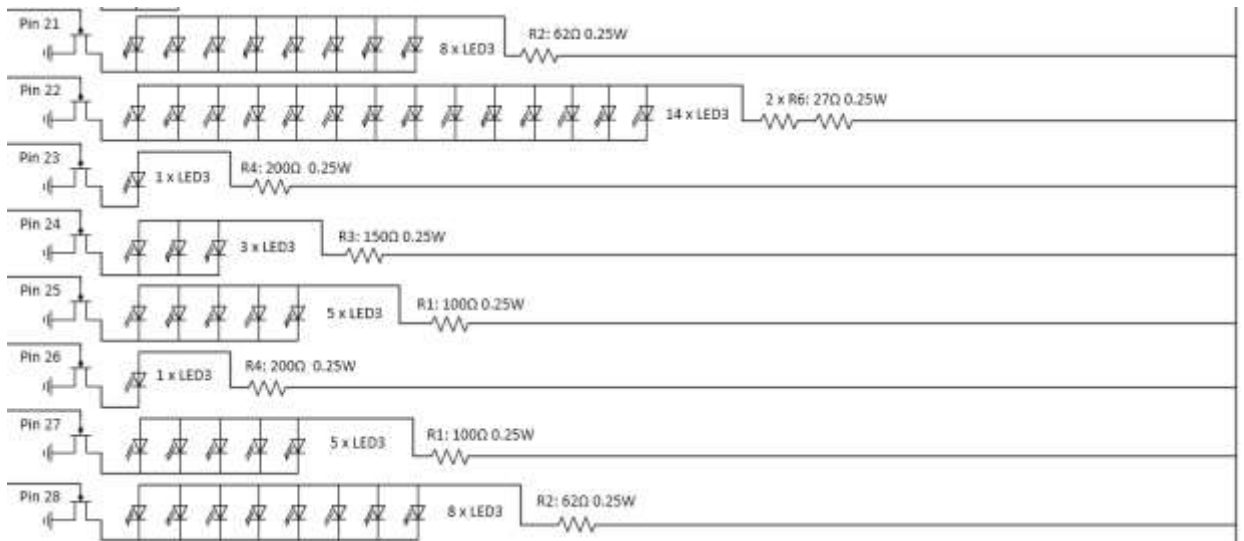 Pin 21
8 x LED3
R2: 62Ω 0.25W
Pin 22
14 x LED3
2 x R6: 27Ω 0.25W
Pin 23
1 x LED3
R4: 200Ω 0.25W
Pin 24
3 x LED3
R3: 150Ω 0.25W
Pin 25
5 x LED3
R1: 100Ω 0.25W
Pin 26
1 x LED3
R4: 200Ω 0.25W
Pin 27
5 x LED3
R1: 100Ω 0.25W
Pin 28
8 x LED3
R2: 62Ω 0.25W